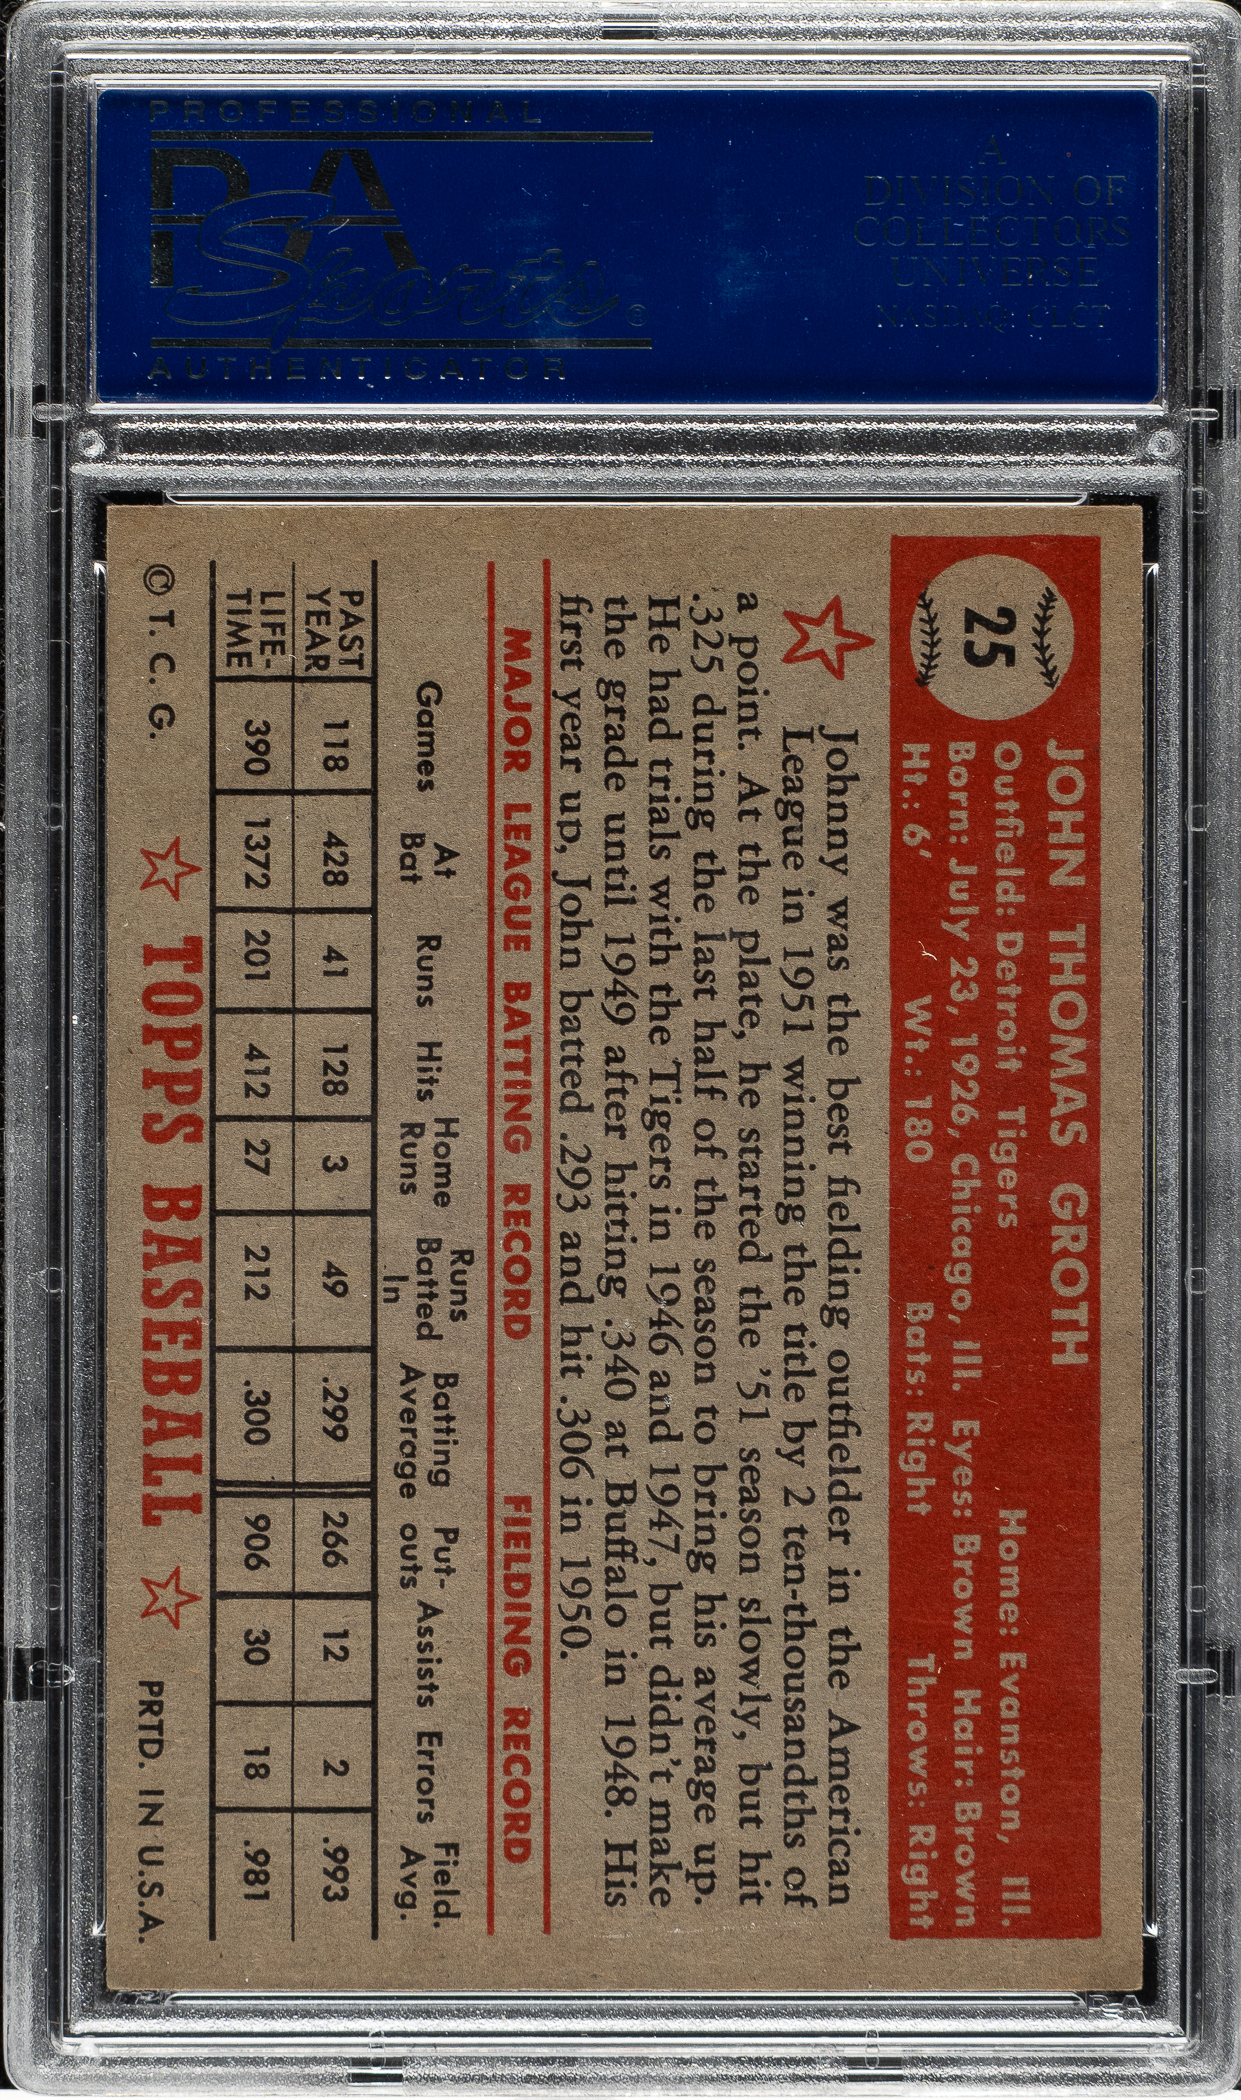 PROFESSIONAL
PSA
Sports®
AUTHENTICATOR
A
DIVISION OF
COLLECTORS
UNIVERSE
NASDAQ: CLCT
25
JOHN THOMAS GROTH
Outfield: Detroit Tigers Home: Evanston, Ill.
Born: July 23, 1926, Chicago, Ill. Eyes: Brown Hair: Brown
Ht.: 6' Wt.: 180 Bats: Right Throws: Right
Johnny was the best fielding outfielder in the American
League in 1951 winning the title by 2 ten-thousandths of
a point. At the plate, he started the '51 season slowly, but hit
.325 during the last half of the season to bring his average up.
He had trials with the Tigers in 1946 and 1947, but didn't make
the grade until 1949 after hitting .340 at Buffalo in 1948. His
first year up, John batted .293 and hit .306 in 1950.
MAJOR LEAGUE BATTING RECORD FIELDING RECORD
Games At Bat Runs Hits Home Runs Runs Batted In Batting Average Put-outs Assists Errors Field. Avg.
PAST YEAR 118 428 41 128 3 49 .299 266 12 2 .993
LIFE-TIME 390 1372 201 412 27 212 .300 906 30 18 .981
© T. C. G. TOPPS BASEBALL PRTD. IN U.S.A.
PSA